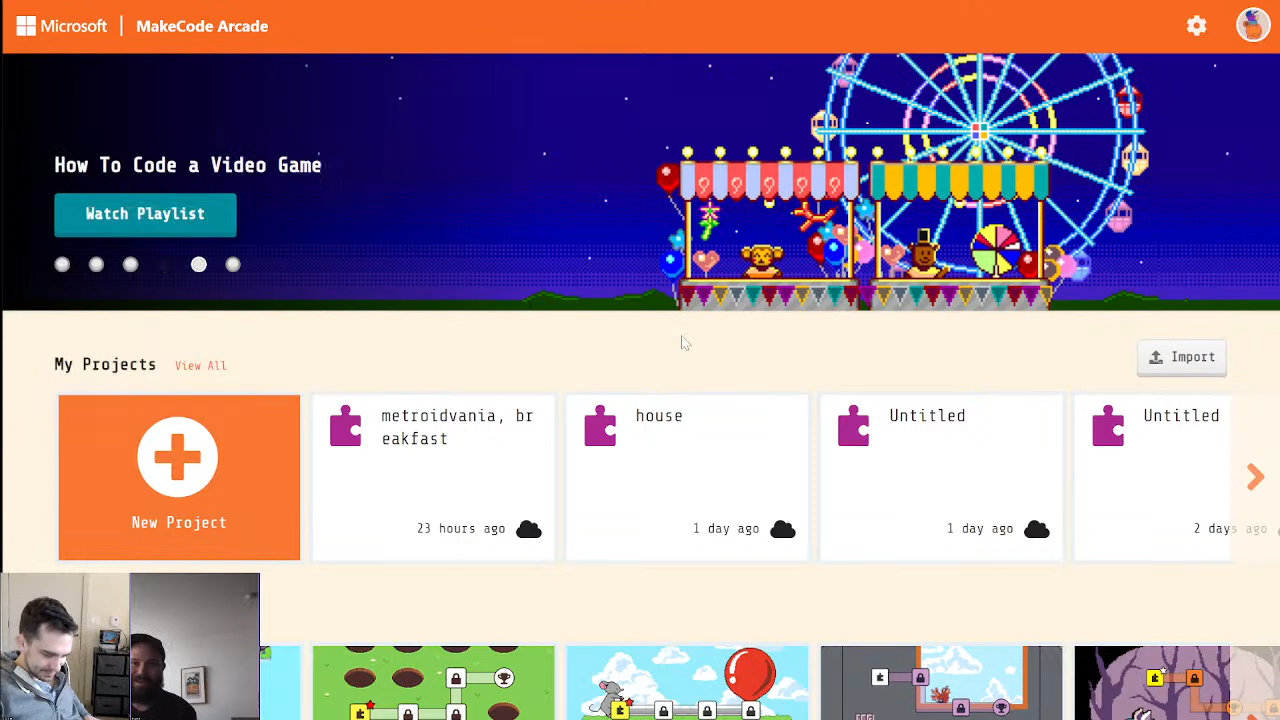 Microsoft | MakeCode Arcade
How To Code a Video Game
Watch Playlist
My Projects View All
Import
New Project
metroidvania, br
eakfast
23 hours ago
house
1 day ago
Untitled
1 day ago
Untitled
2 days ago